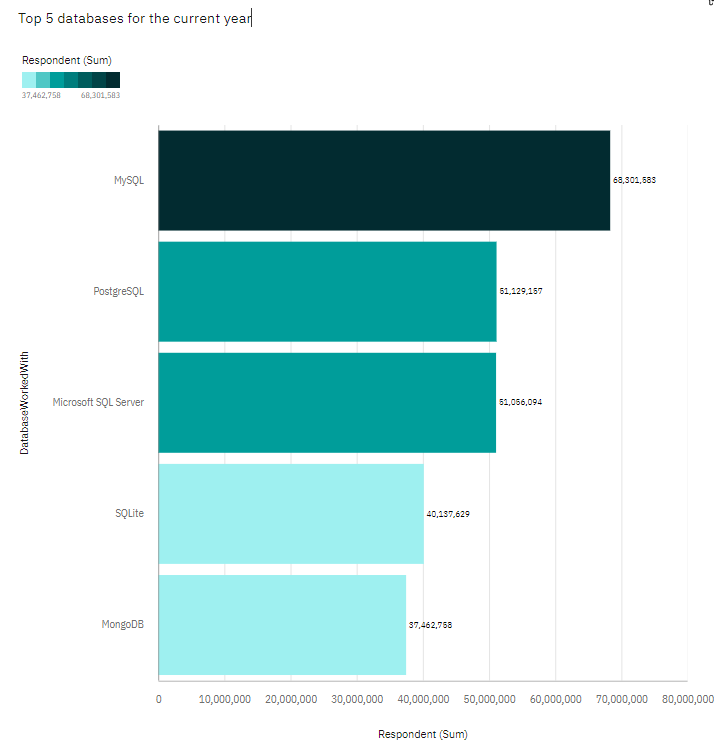 Top 5 databases for the current year
Respondent (Sum)
37,462,758 68,301,583
MySQL 68,301,583
PostgreSQL 51,129,157
Microsoft SQL Server 51,056,094
SQLite 40,137,629
MongoDB 37,462,758
DatabaseWorkedWith
0 10,000,000 20,000,000 30,000,000 40,000,000 50,000,000 60,000,000 70,000,000 80,000,000
Respondent (Sum)